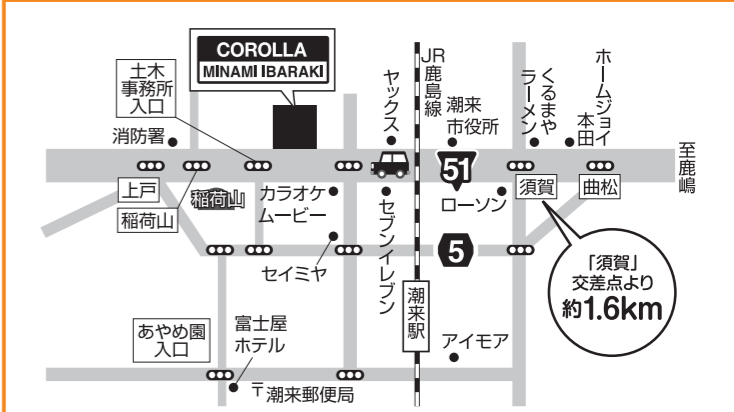 COROLLA
MINAMI IBARAKI
土木
事務所
入口
消防署
ヤックス
JR鹿島線
潮来
市役所
くるまや
ラーメン
ホームジョイ
本田
至鹿嶋
51
上戸
稲荷山
稲荷山
カラオケ
ムービー
セブンイレブン
ローソン
須賀
曲松
セイミヤ
5
「須賀」
交差点より
約1.6km
潮来駅
あやめ園
入口
富士屋
ホテル
〒潮来郵便局
アイモア